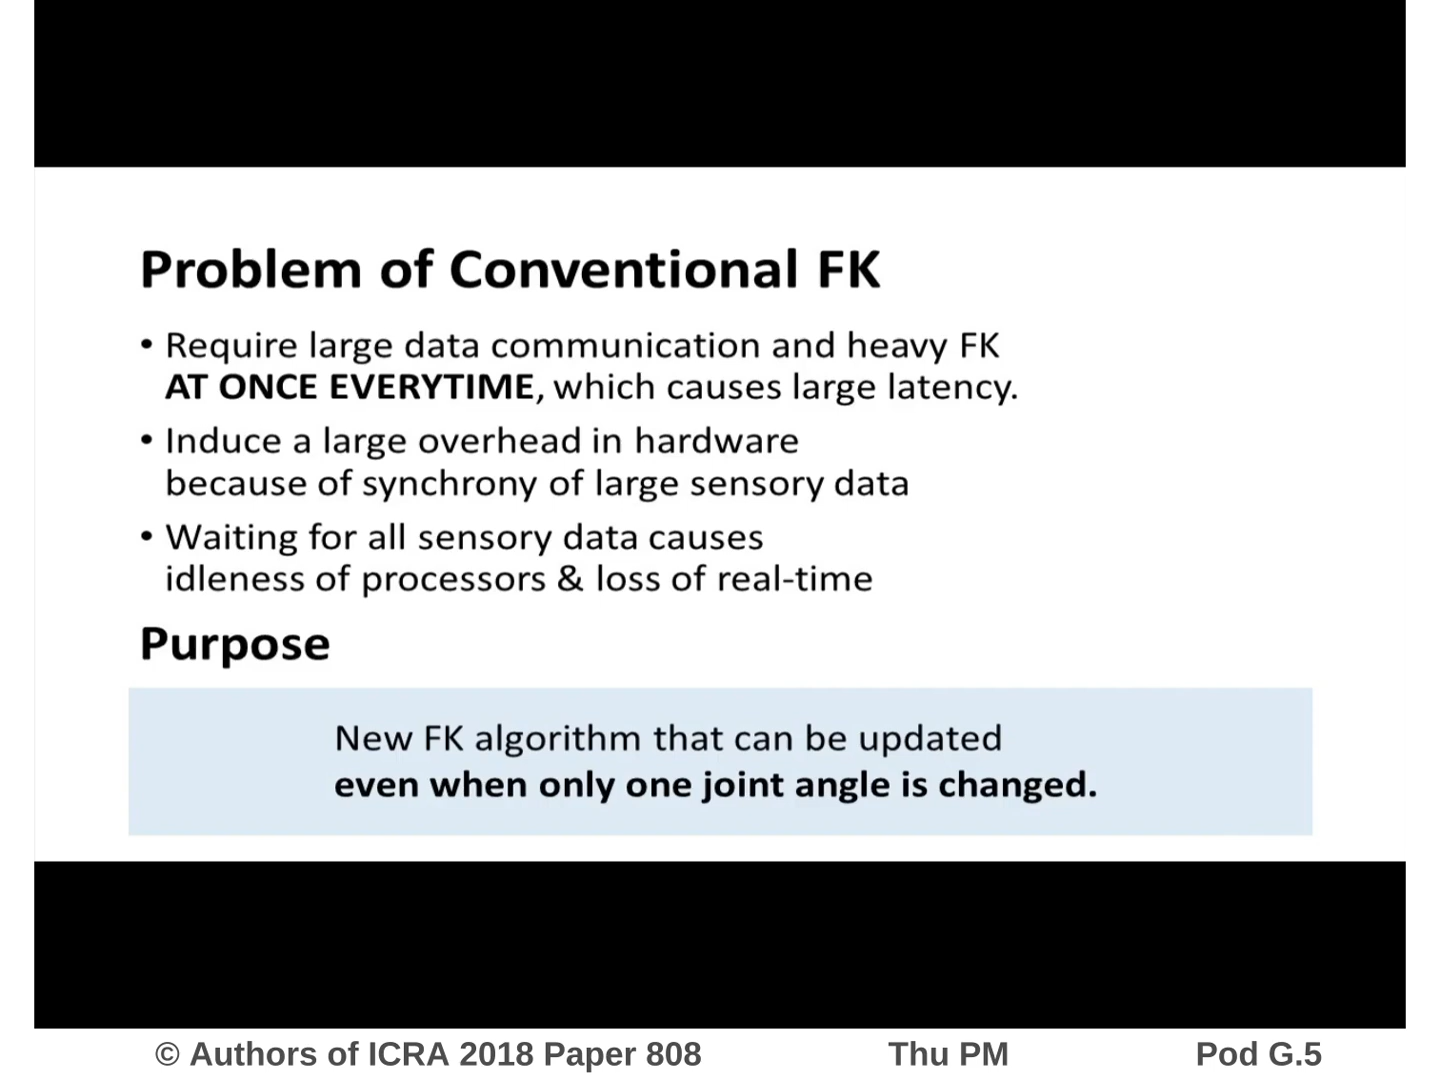 Problem of Conventional FK
• Require large data communication and heavy FK
AT ONCE EVERYTIME, which causes large latency.
• Induce a large overhead in hardware
because of synchrony of large sensory data
• Waiting for all sensory data causes
idleness of processors & loss of real-time
Purpose
New FK algorithm that can be updated
even when only one joint angle is changed.
© Authors of ICRA 2018 Paper 808 Thu PM Pod G.5